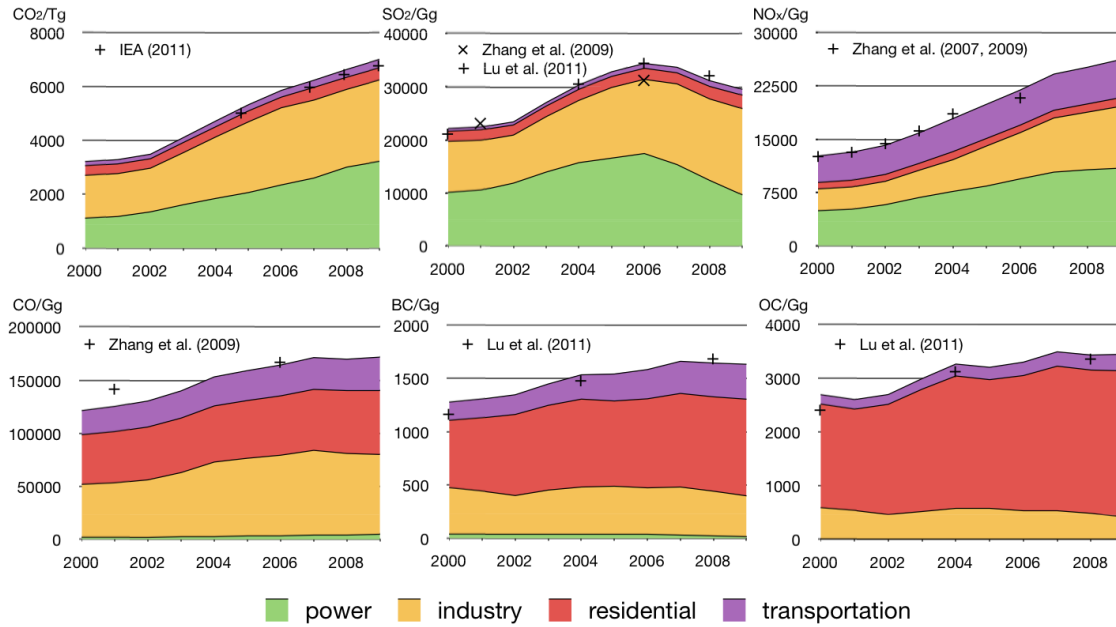 CO₂/Tg
8000
6000
4000
2000
0
+ IEA (2011)
2000 2002 2004 2006 2008
SO₂/Gg
40000
30000
20000
10000
0
× Zhang et al. (2009)
+ Lu et al. (2011)
2000 2002 2004 2006 2008
NOₓ/Gg
30000
22500
15000
7500
0
+ Zhang et al. (2007, 2009)
2000 2002 2004 2006 2008
CO/Gg
200000
150000
100000
50000
0
+ Zhang et al. (2009)
2000 2002 2004 2006 2008
BC/Gg
2000
1500
1000
500
0
+ Lu et al. (2011)
2000 2002 2004 2006 2008
OC/Gg
4000
3000
2000
1000
0
+ Lu et al. (2011)
2000 2002 2004 2006 2008
power industry residential transportation